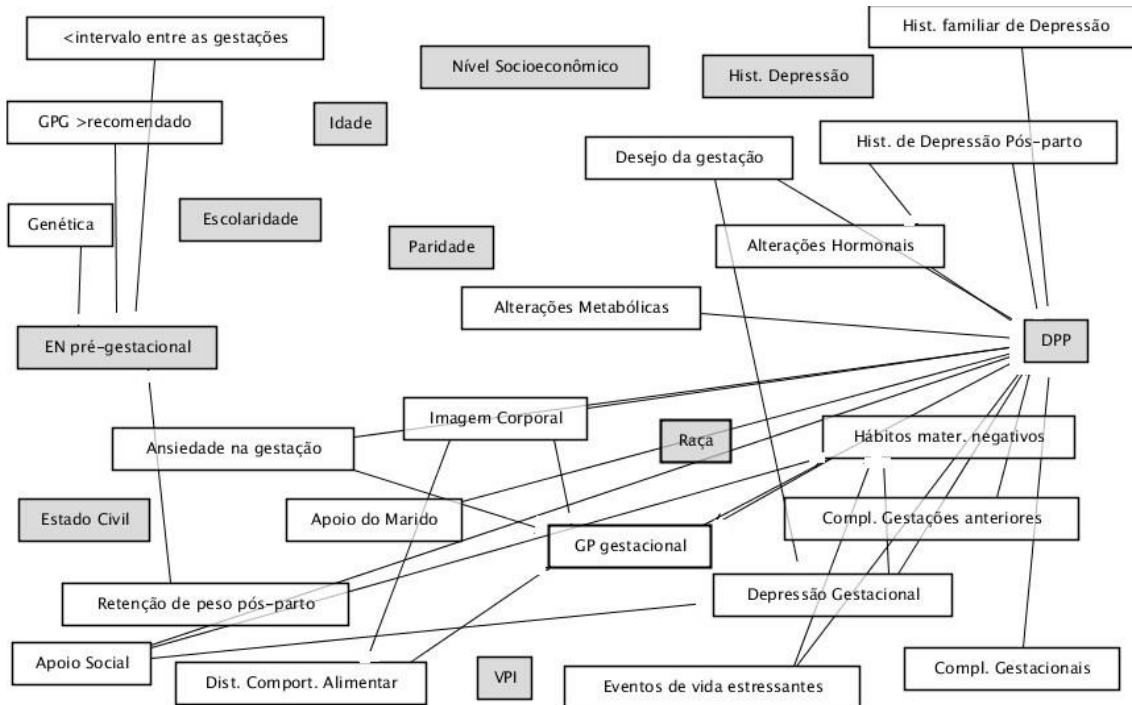 <intervalo entre as gestações
Hist. familiar de Depressão
Nível Socioeconômico
Hist. Depressão
GPG >recomendado
Idade
Desejo da gestação
Hist. de Depressão Pós-parto
Genética
Escolaridade
Paridade
Alterações Hormonais
Alterações Metabólicas
EN pré-gestacional
DPP
Imagem Corporal
Ansiedade na gestação
Raça
Hábitos mater. negativos
Estado Civil
Apoio do Marido
Compl. Gestações anteriores
GP gestacional
Retenção de peso pós-parto
Depressão Gestacional
Apoio Social
Dist. Comport. Alimentar
VPI
Eventos de vida estressantes
Compl. Gestacionais